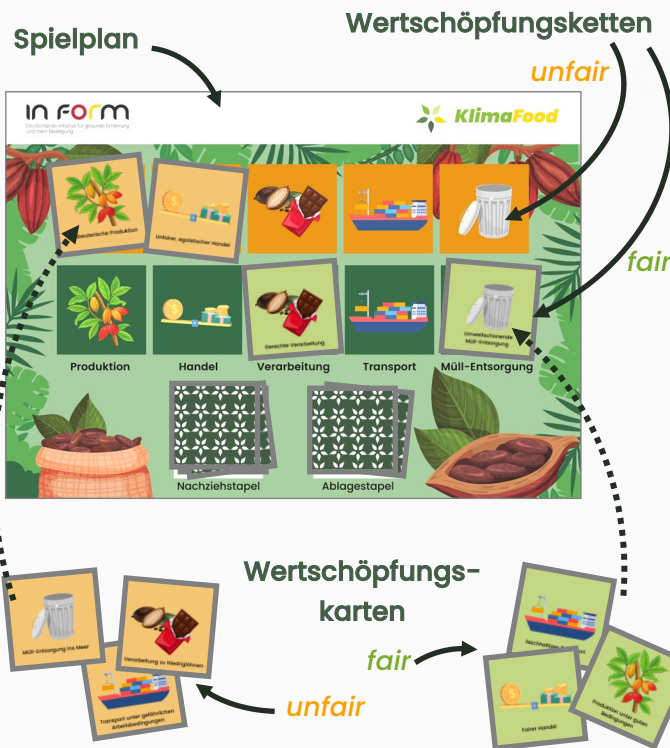 Spielplan
Wertschöpfungsketten
unfair
IN FORM
Deutschlands Initiative für gesunde Ernährung
und mehr Bewegung
KlimaFood
beuterische Produktion
Unfairer, egoistischer Handel
fair
Gerechte Verarbeitung
Umweltschonende
Müll-Entsorgung
Produktion
Handel
Verarbeitung
Transport
Müll-Entsorgung
Nachziehstapel
Ablagestapel
Wertschöpfungs-
karten
fair
unfair
Müll-Entsorgung ins Meer
Verarbeitung zu Niedriglöhnen
Transport unter gefährlichen
Arbeitsbedingungen
Fairer Handel
Produktion unter guten
Bedingungen